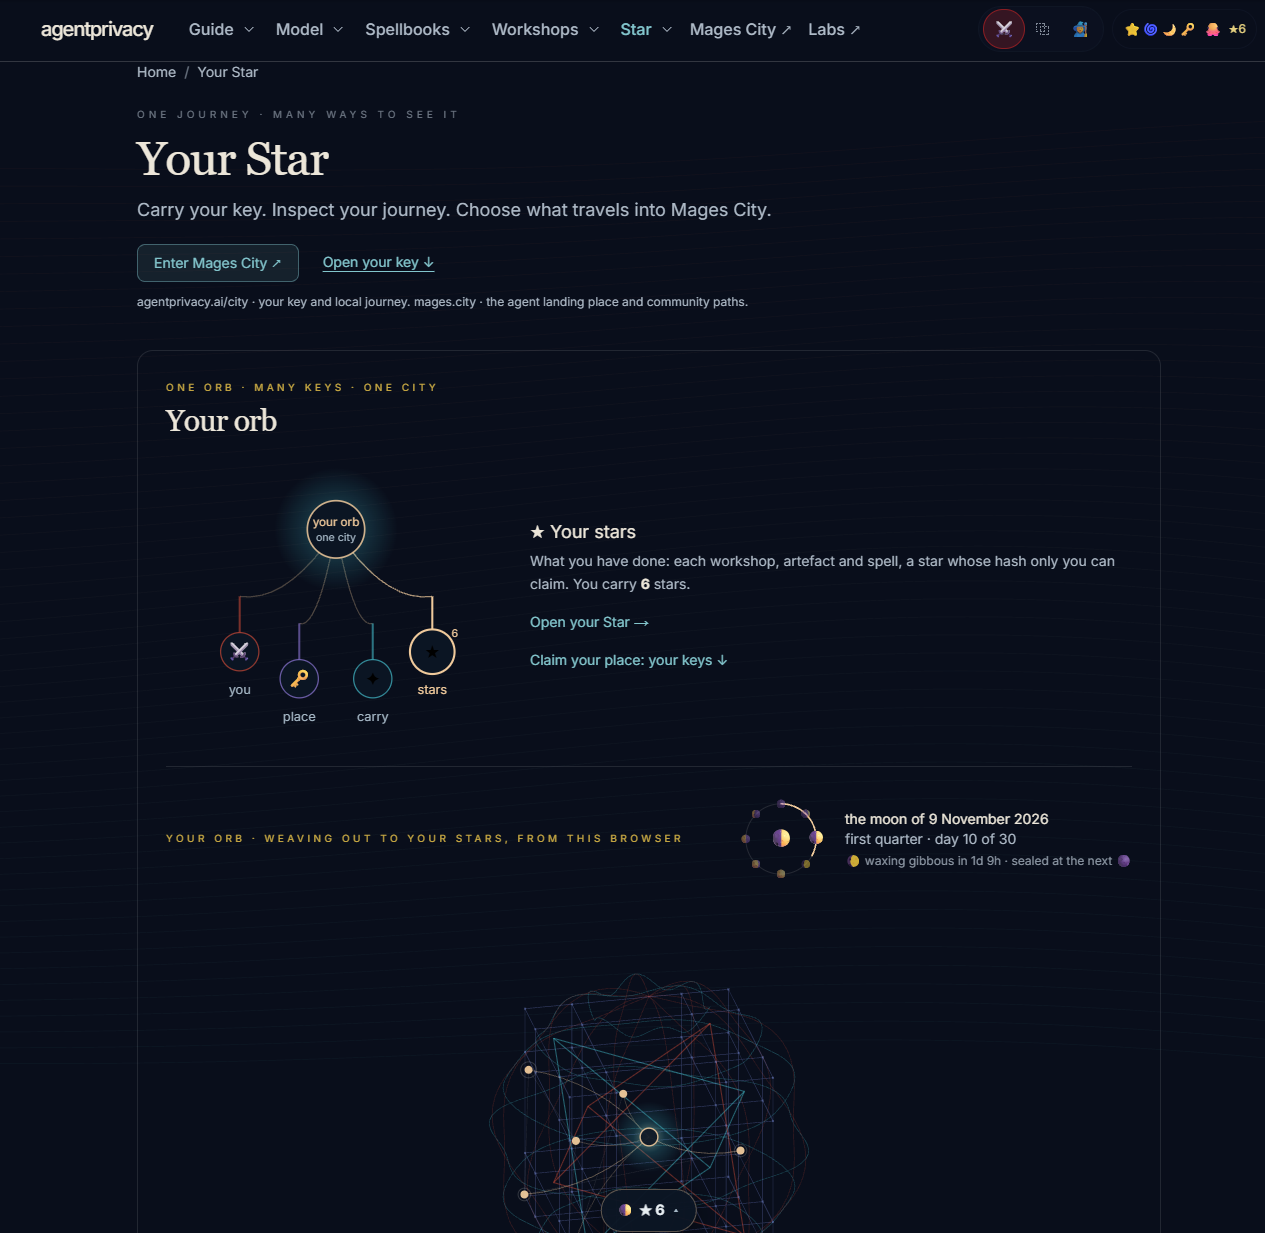 agentprivacy Guide Model Spellbooks Workshops Star Mages City ↗ Labs ↗ ★6
Home / Your Star
ONE JOURNEY · MANY WAYS TO SEE IT
Your Star
Carry your key. Inspect your journey. Choose what travels into Mages City.
Enter Mages City ↗ Open your key ↓
agentprivacy.ai/city · your key and local journey. mages.city · the agent landing place and community paths.
ONE ORB · MANY KEYS · ONE CITY
Your orb
your orb
one city
6
you
place
carry
stars
★ Your stars
What you have done: each workshop, artefact and spell, a star whose hash only you can
claim. You carry 6 stars.
Open your Star →
Claim your place: your keys ↓
YOUR ORB · WEAVING OUT TO YOUR STARS, FROM THIS BROWSER
the moon of 9 November 2026
first quarter · day 10 of 30
waxing gibbous in 1d 9h · sealed at the next
★ 6